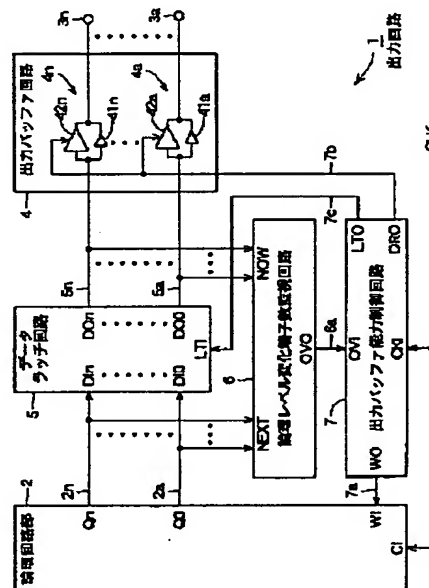 論理回路部
2
Qn
2n
Q0
2a
WI
CI
7a
データ
ラッチ回路
5
DIn
DOn
DI0
DO0
LTI
5n
5a
NEXT
NOW
論理レベル変化端子数監視回路
6
OVO
6a
OVI
LTO
WO
出力バッファ能力制御回路
7
CKI
DRO
7c
7b
出力バッファ回路
4
4n
42n
41n
4a
42a
41a
3n
3a
1
出力回路